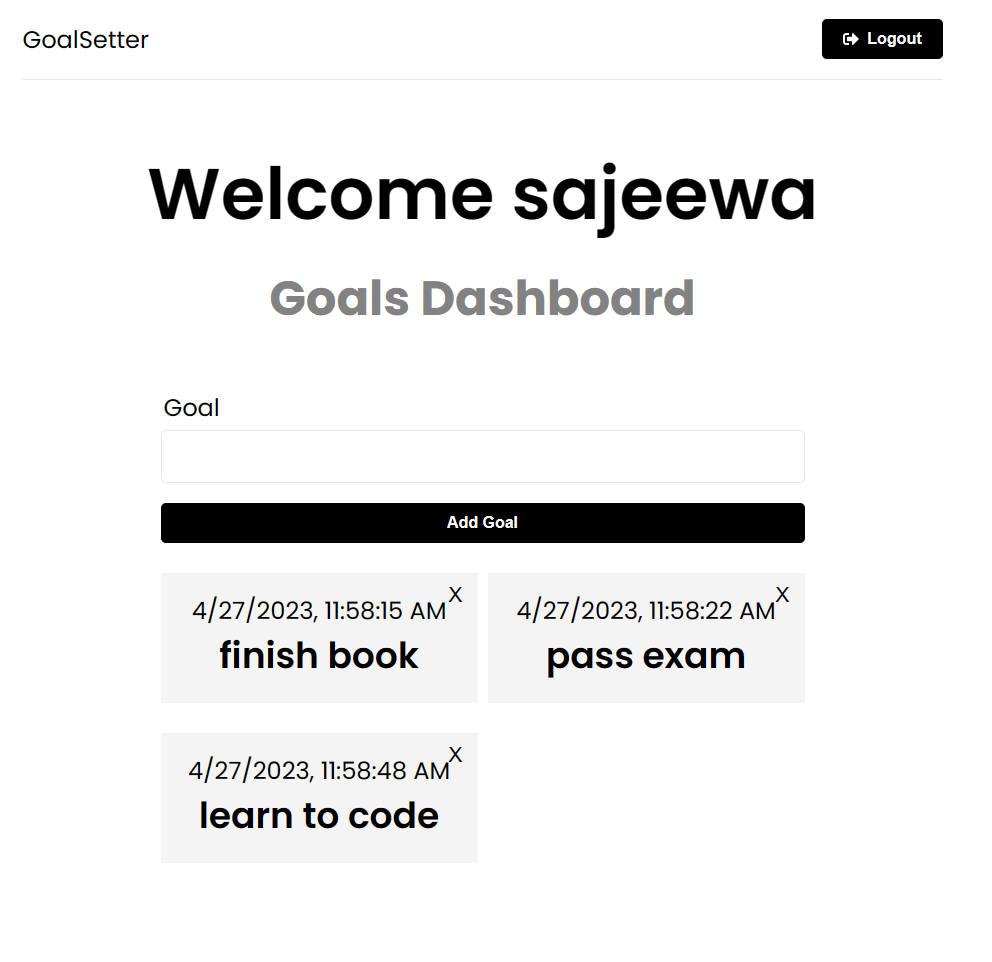 GoalSetter
Logout
Welcome sajeewa
Goals Dashboard
Goal
Add Goal
X
4/27/2023, 11:58:15 AM
finish book
X
4/27/2023, 11:58:22 AM
pass exam
X
4/27/2023, 11:58:48 AM
learn to code